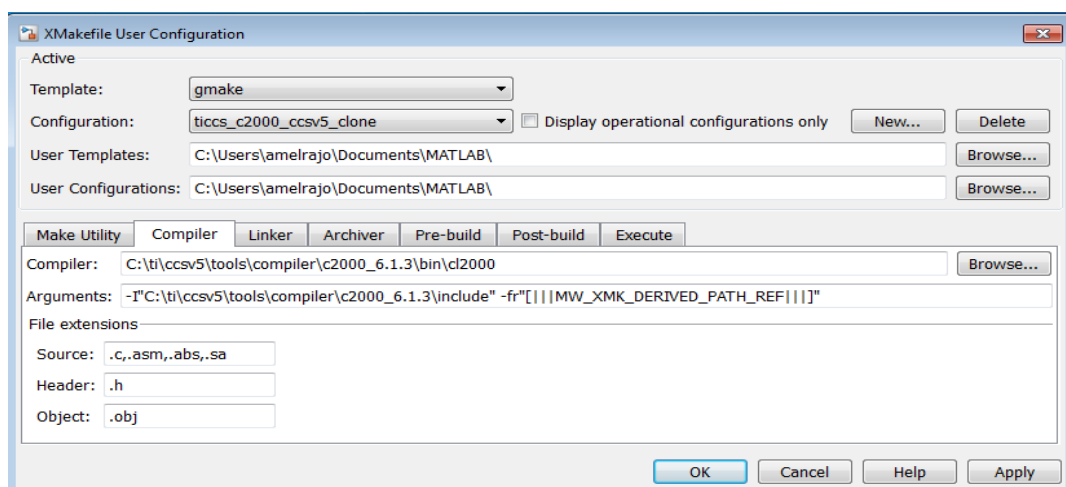 XMakefile User Configuration
Active
Template: gmake
Configuration: ticcs_c2000_ccsv5_clone Display operational configurations only New... Delete
User Templates: C:\Users\amelrajo\Documents\MATLAB\ Browse...
User Configurations: C:\Users\amelrajo\Documents\MATLAB\ Browse...
Make Utility Compiler Linker Archiver Pre-build Post-build Execute
Compiler: C:\ti\ccsv5\tools\compiler\c2000_6.1.3\bin\cl2000 Browse...
Arguments: -I"C:\ti\ccsv5\tools\compiler\c2000_6.1.3\include" -fr"[|||MW_XMK_DERIVED_PATH_REF|||]"
File extensions
Source: .c,.asm,.abs,.sa
Header: .h
Object: .obj
OK Cancel Help Apply